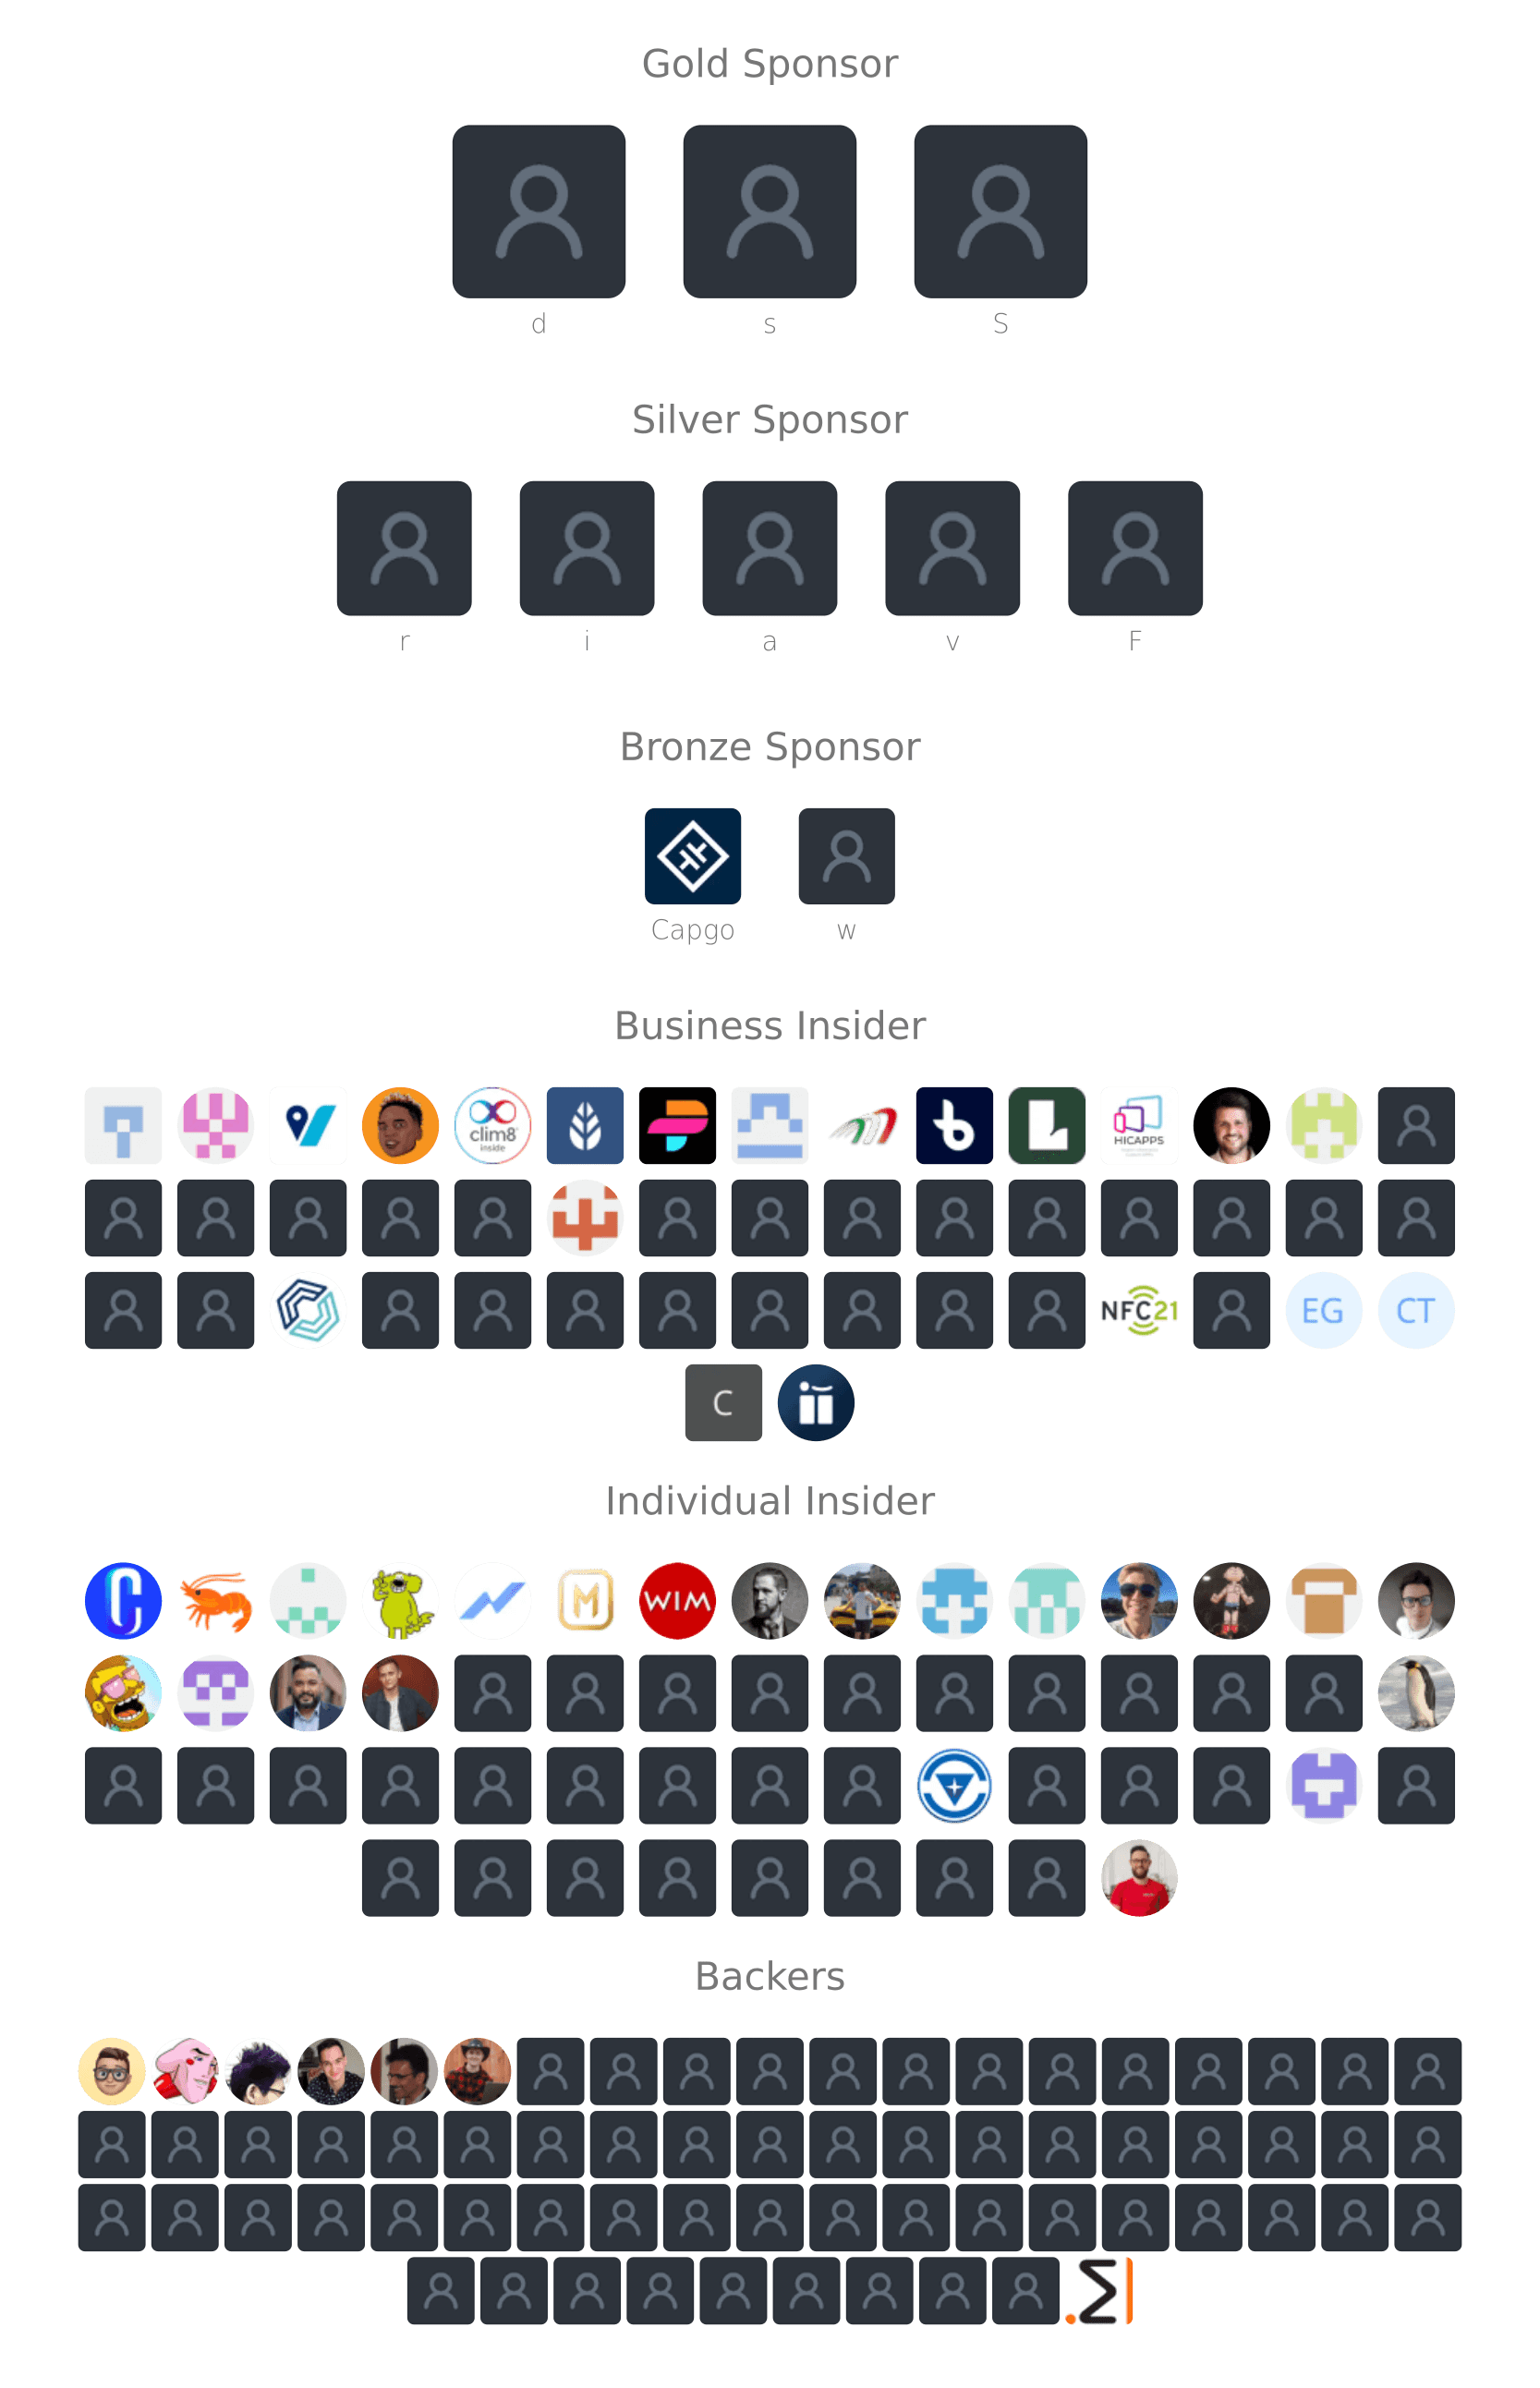 Gold Sponsor
d s S
Silver Sponsor
r i a v F
Bronze Sponsor
Capgo w
Business Insider
clim8
inside
HICAPPS
NFC21
EG CT
C
Individual Insider
C
M
WIM
Backers